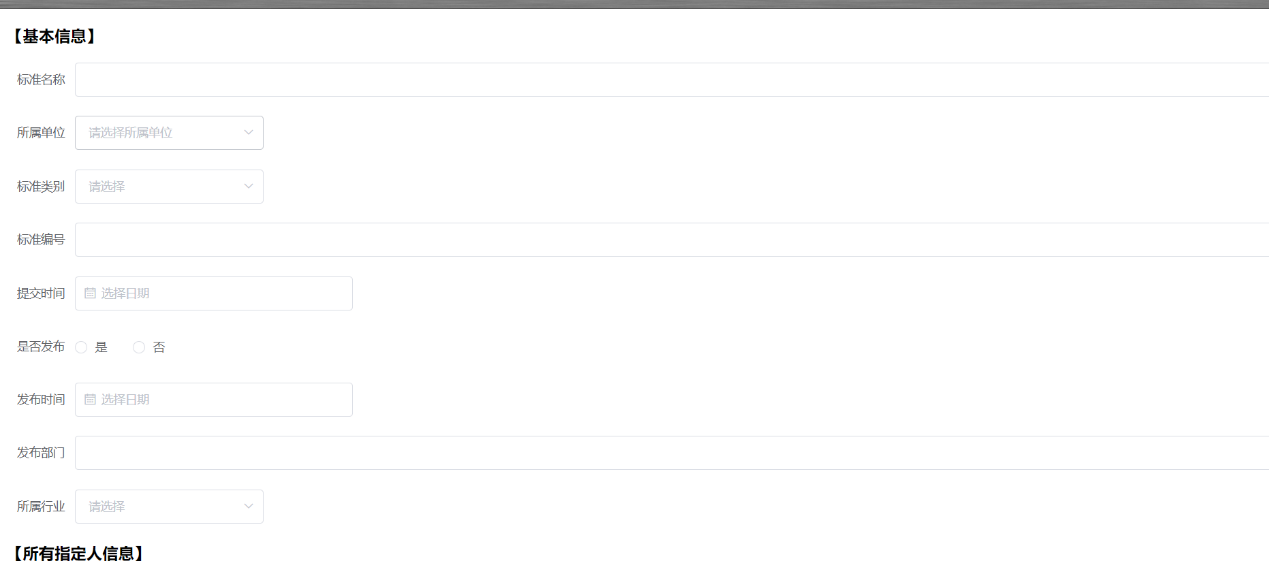 【基本信息】
标准名称
所属单位 请选择所属单位
标准类别 请选择
标准编号
提交时间 选择日期
是否发布 是 否
发布时间 选择日期
发布部门
所属行业 请选择
【所有指定人信息】